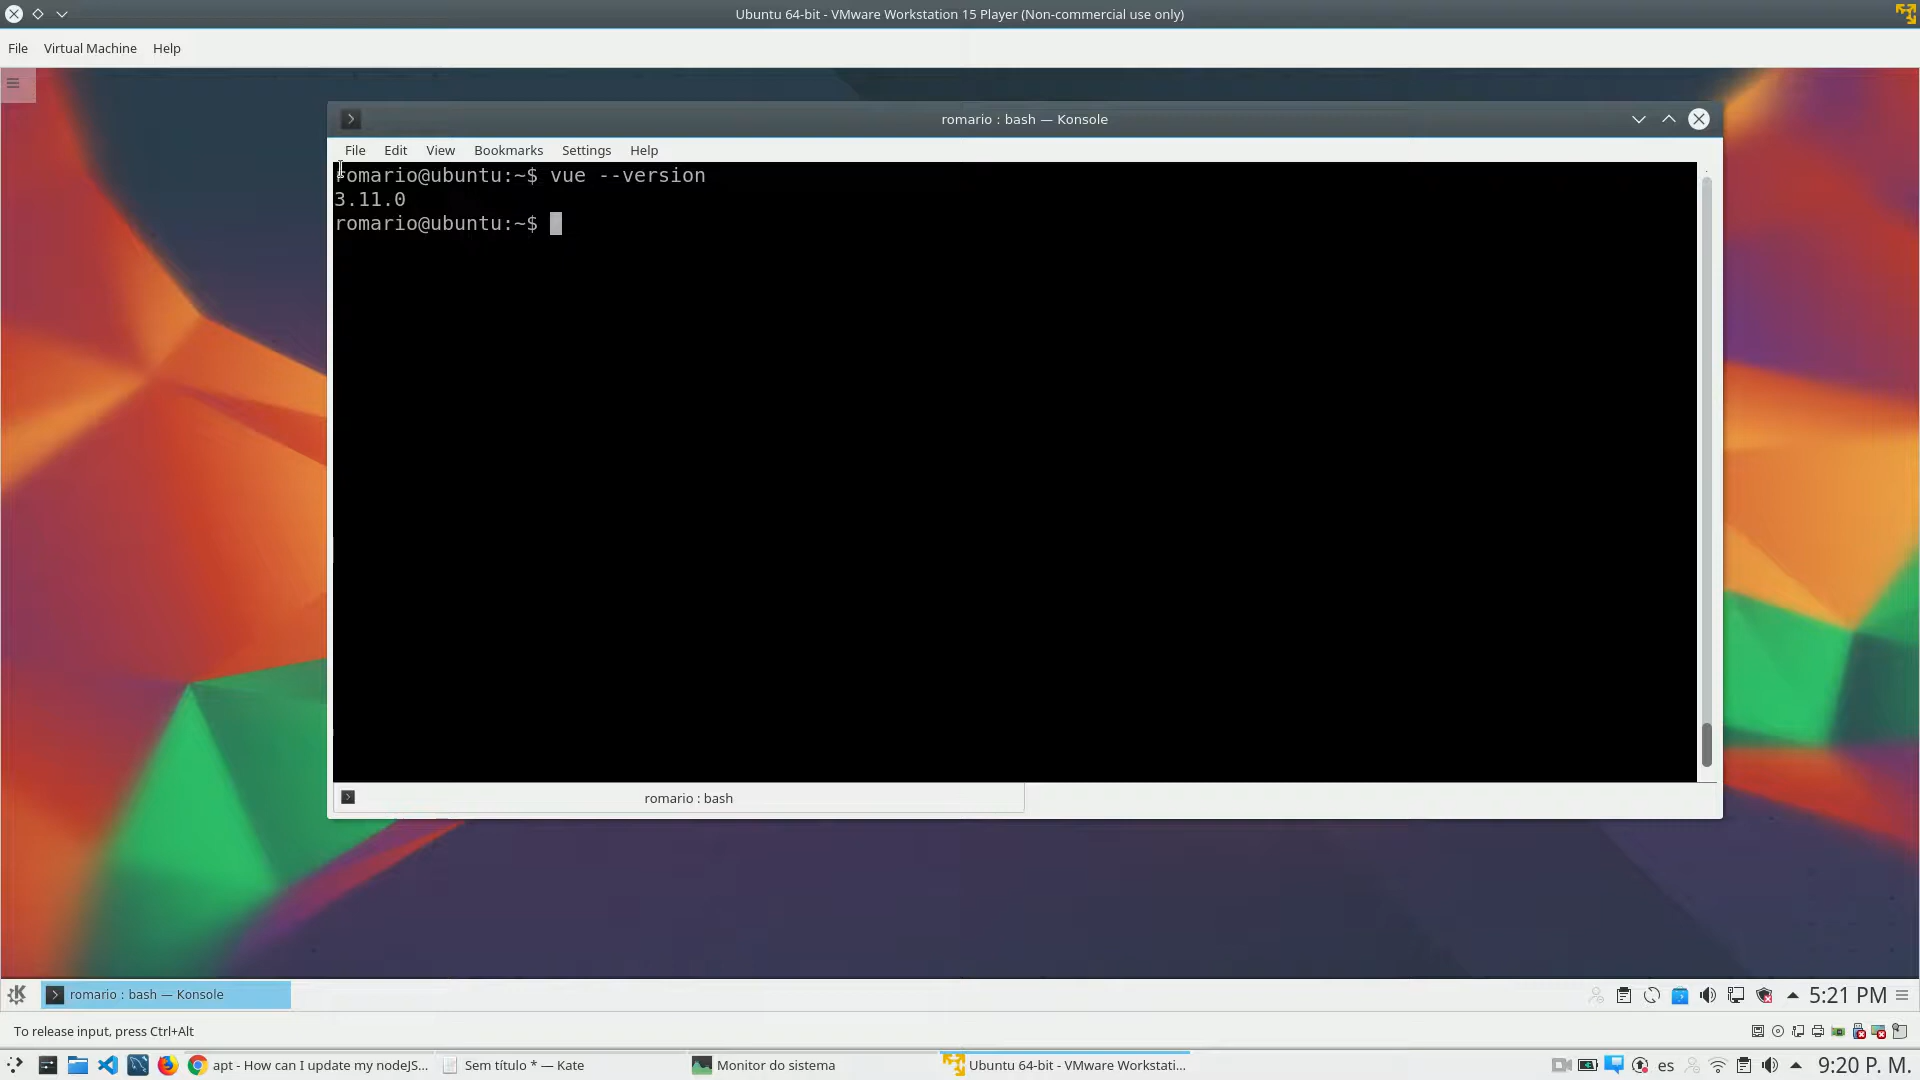 Ubuntu 64-bit - VMware Workstation 15 Player (Non-commercial use only)
File Virtual Machine Help
romario : bash — Konsole
File Edit View Bookmarks Settings Help
romario@ubuntu:~$ vue --version
3.11.0
romario@ubuntu:~$
romario : bash
romario : bash — Konsole
5:21 PM
To release input, press Ctrl+Alt
apt - How can I update my nodeJS...
Sem título * — Kate
Monitor do sistema
Ubuntu 64-bit - VMware Workstati...
es
9:20 P. M.